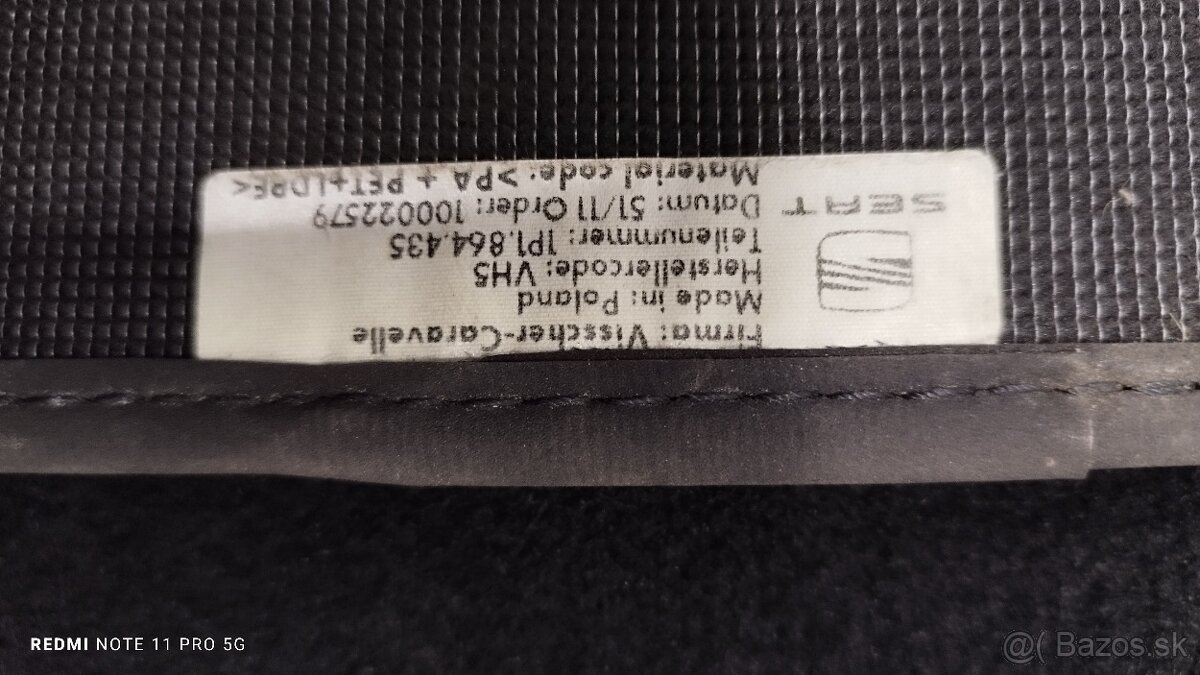 Firma: Visscher-Caravelle
Made in: Poland
Herstellercode: VH5
Teilenummer: 1P1.864.435
Datum: 51/11 Order: 100022579
Material code: >PA + PET+LDPE<
SEAT
REDMI NOTE 11 PRO 5G
@( Bazos.sk